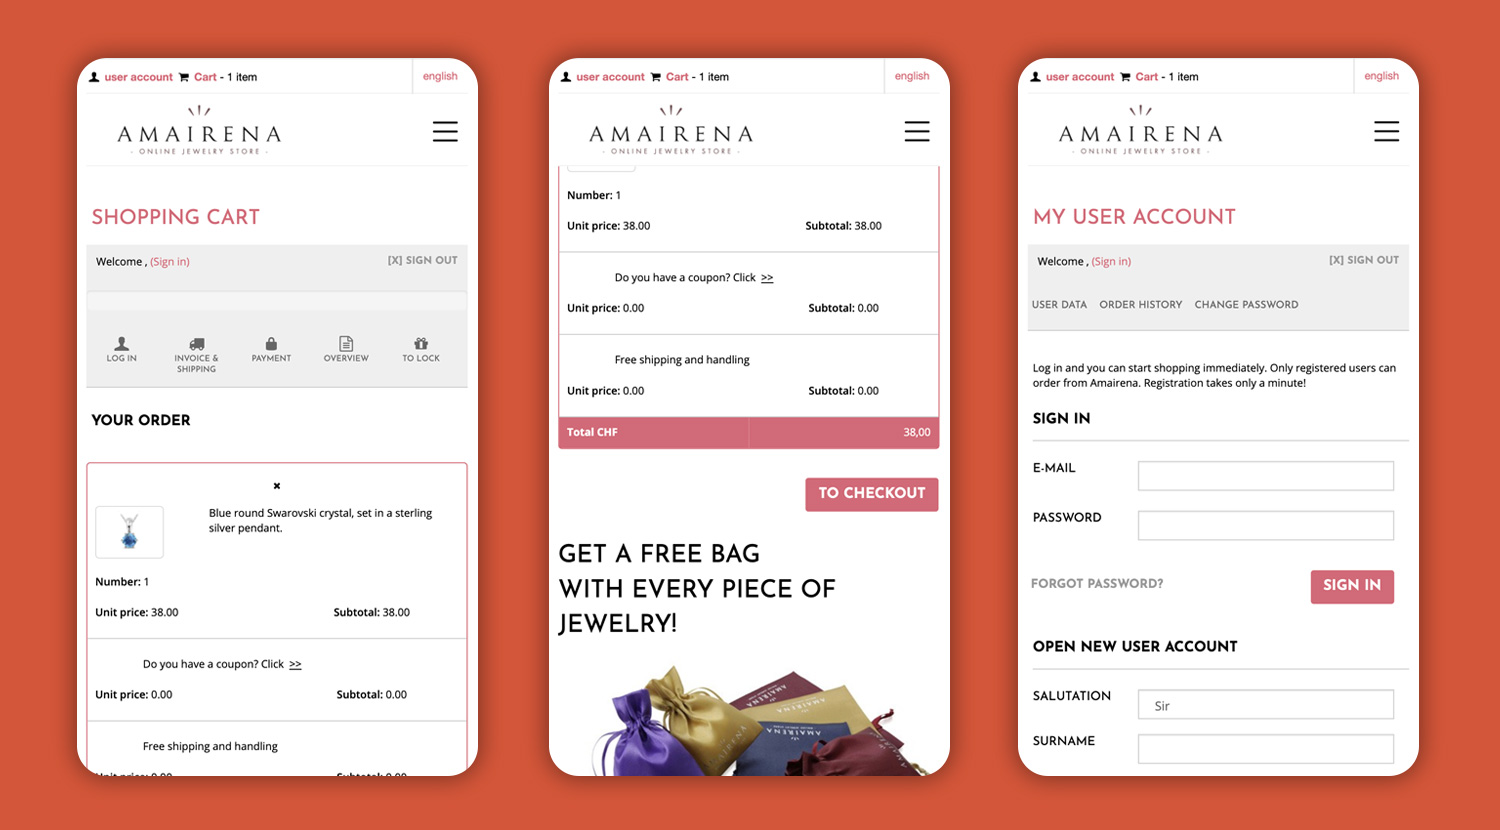 user account Cart - 1 item
english
AMAIRENA
- ONLINE JEWELRY STORE -
SHOPPING CART
Welcome , (Sign in)
[X] SIGN OUT
LOG IN
INVOICE &
SHIPPING
PAYMENT
OVERVIEW
TO LOCK
YOUR ORDER
Blue round Swarovski crystal, set in a sterling
silver pendant.
Number: 1
Unit price: 38.00 Subtotal: 38.00
Do you have a coupon? Click >>
Unit price: 0.00 Subtotal: 0.00
Free shipping and handling
Unit price: 0.00 Subtotal: 0.00
user account Cart - 1 item
english
AMAIRENA
- ONLINE JEWELRY STORE -
Number: 1
Unit price: 38.00 Subtotal: 38.00
Do you have a coupon? Click >>
Unit price: 0.00 Subtotal: 0.00
Free shipping and handling
Unit price: 0.00 Subtotal: 0.00
Total CHF 38,00
TO CHECKOUT
GET A FREE BAG
WITH EVERY PIECE OF
JEWELRY!
AMAIRENA
AMAIRENA
AMAIRENA
AMAIRENA
user account Cart - 1 item
english
AMAIRENA
- ONLINE JEWELRY STORE -
MY USER ACCOUNT
Welcome , (Sign in)
[X] SIGN OUT
USER DATA ORDER HISTORY CHANGE PASSWORD
Log in and you can start shopping immediately. Only registered users can
order from Amairena. Registration takes only a minute!
SIGN IN
E-MAIL
PASSWORD
FORGOT PASSWORD?
SIGN IN
OPEN NEW USER ACCOUNT
SALUTATION
Sir
SURNAME